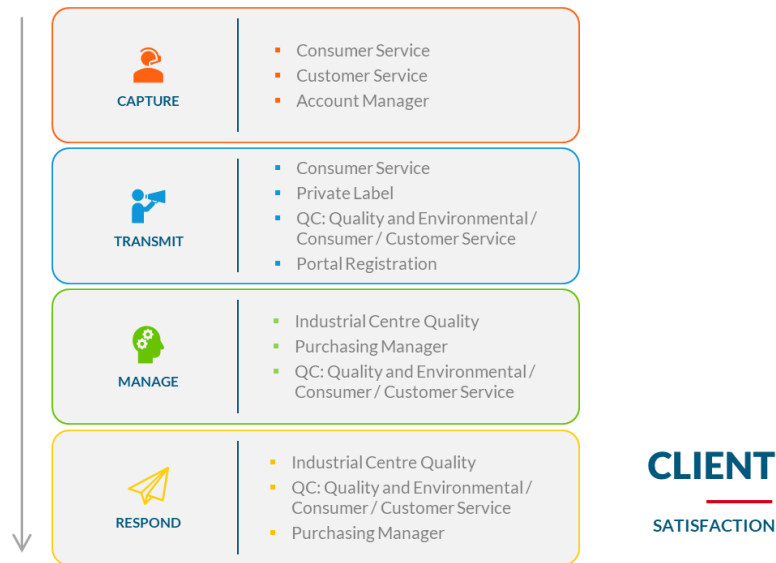 CAPTURE
Consumer Service
Customer Service
Account Manager
TRANSMIT
Consumer Service
Private Label
QC: Quality and Environmental /
Consumer / Customer Service
Portal Registration
MANAGE
Industrial Centre Quality
Purchasing Manager
QC: Quality and Environmental /
Consumer / Customer Service
RESPOND
Industrial Centre Quality
QC: Quality and Environmental /
Consumer / Customer Service
Purchasing Manager
CLIENT
SATISFACTION